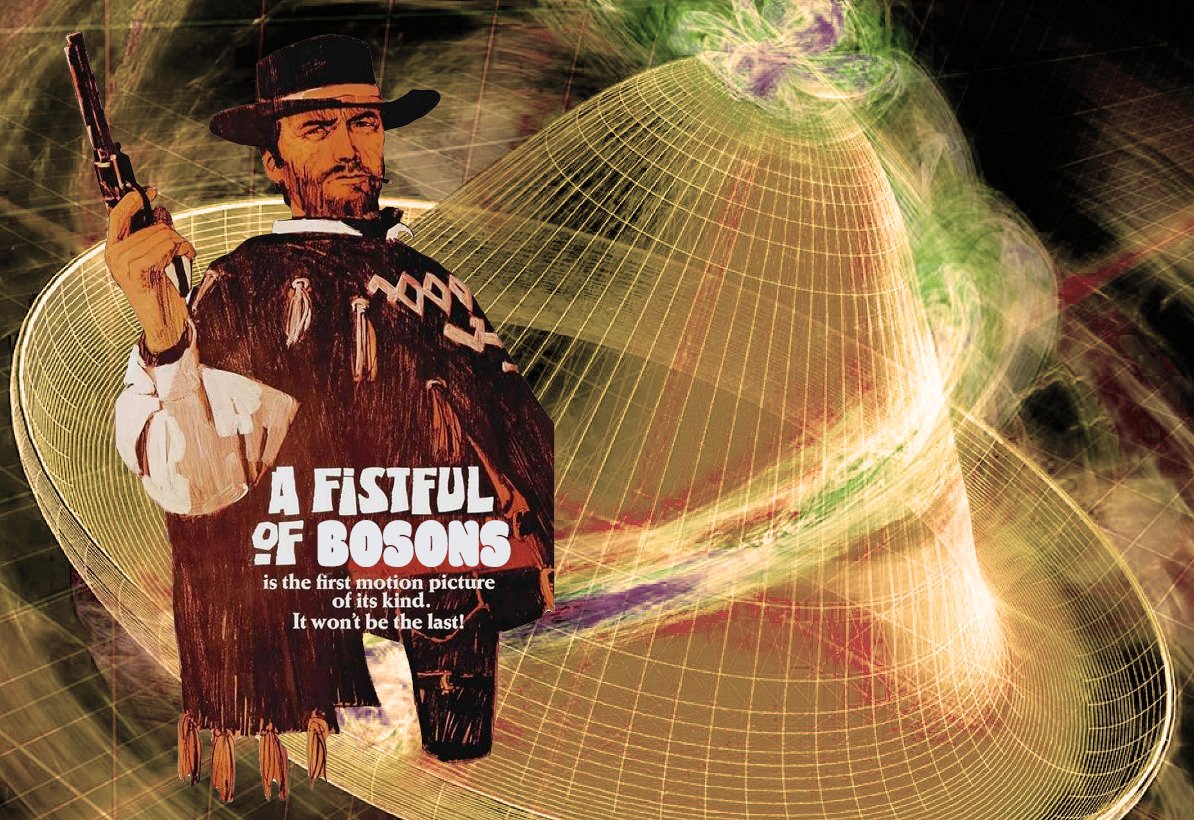 A FiSTFUL
OF BOSONS
is the first motion picture
of its kind.
It won't be the last!